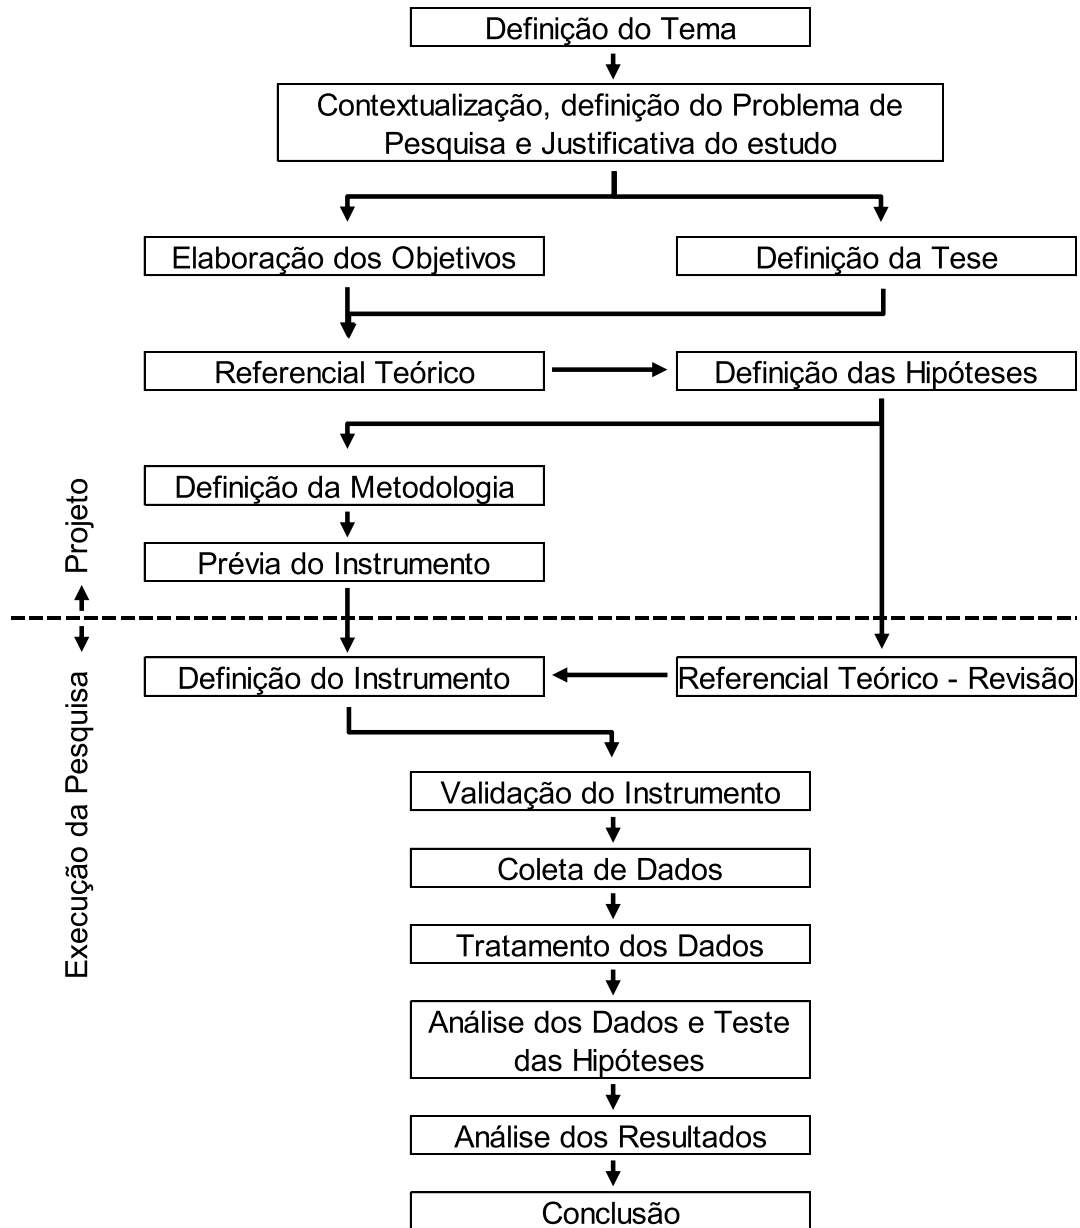 Definição do Tema
Contextualização, definição do Problema de
Pesquisa e Justificativa do estudo
Elaboração dos Objetivos
Definição da Tese
Referencial Teórico
Definição das Hipóteses
Definição da Metodologia
Prévia do Instrumento
Projeto
Execução da Pesquisa
Definição do Instrumento
Referencial Teórico - Revisão
Validação do Instrumento
Coleta de Dados
Tratamento dos Dados
Análise dos Dados e Teste
das Hipóteses
Análise dos Resultados
Conclusão